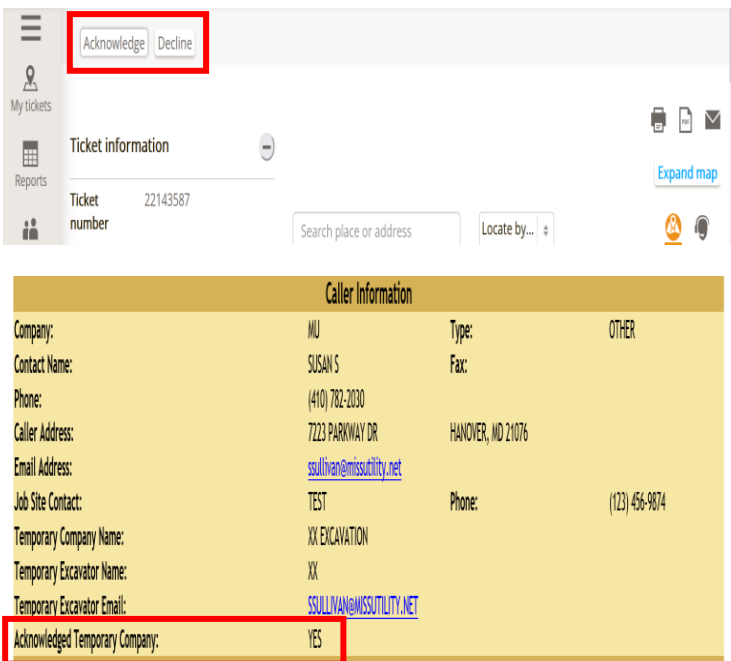 Acknowledge Decline
My tickets
Ticket information
PDF
Reports
Expand map
Ticket number 22143587
Search place or address Locate by...
Caller Information
Company: MU Type: OTHER
Contact Name: SUSAN S Fax:
Phone: (410) 782-2030
Caller Address: 7223 PARKWAY DR HANOVER, MD 21076
Email Address: ssullivan@missutility.net
Job Site Contact: TEST Phone: (123) 456-9874
Temporary Company Name: XX EXCAVATION
Temporary Excavator Name: XX
Temporary Excavator Email: SSULLIVAN@MISSUTILITY.NET
Acknowledged Temporary Company: YES